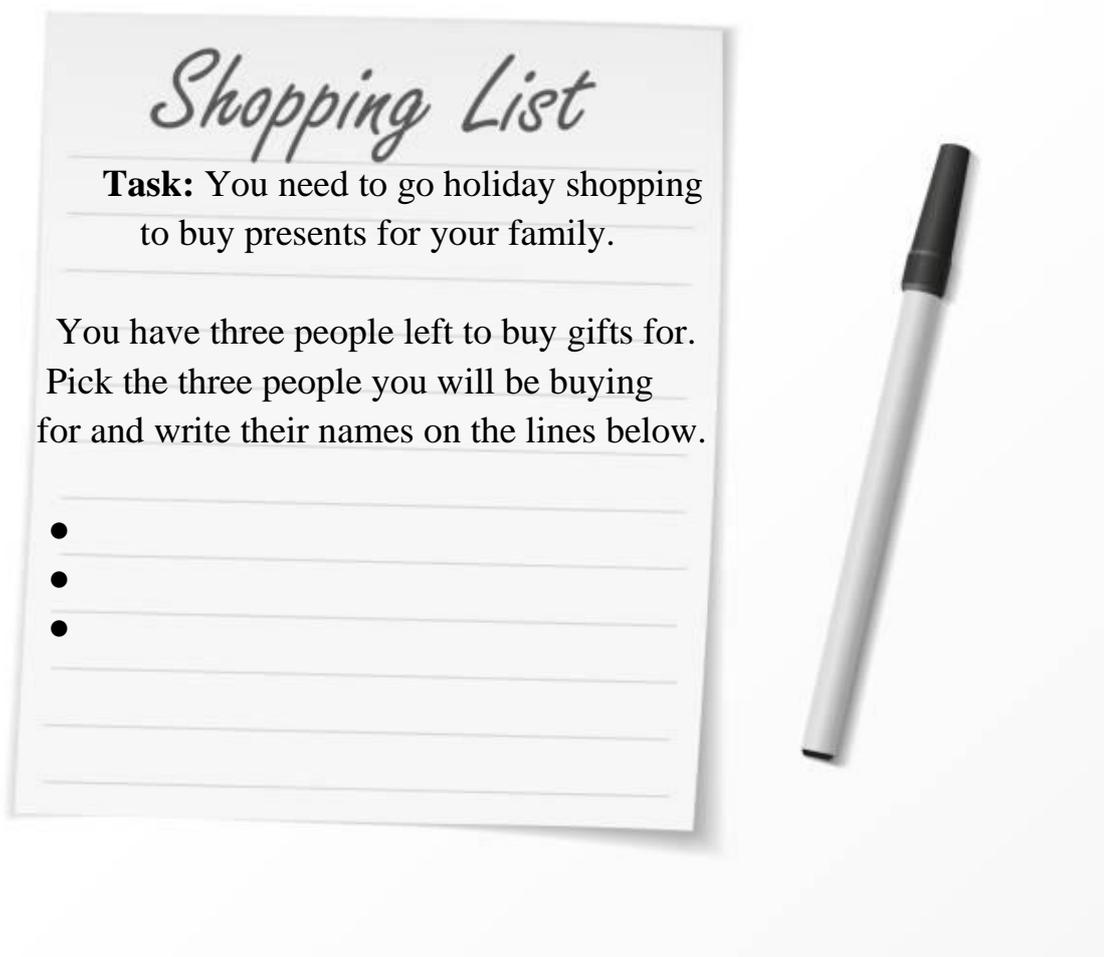 Shopping List
Task: You need to go holiday shopping
to buy presents for your family.
You have three people left to buy gifts for.
Pick the three people you will be buying
for and write their names on the lines below.
•
•
•